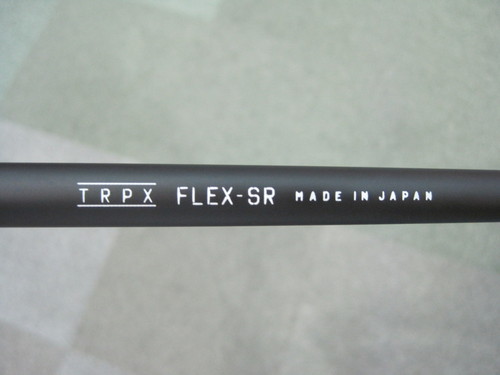 TRPX FLEX-SR MADE IN JAPAN